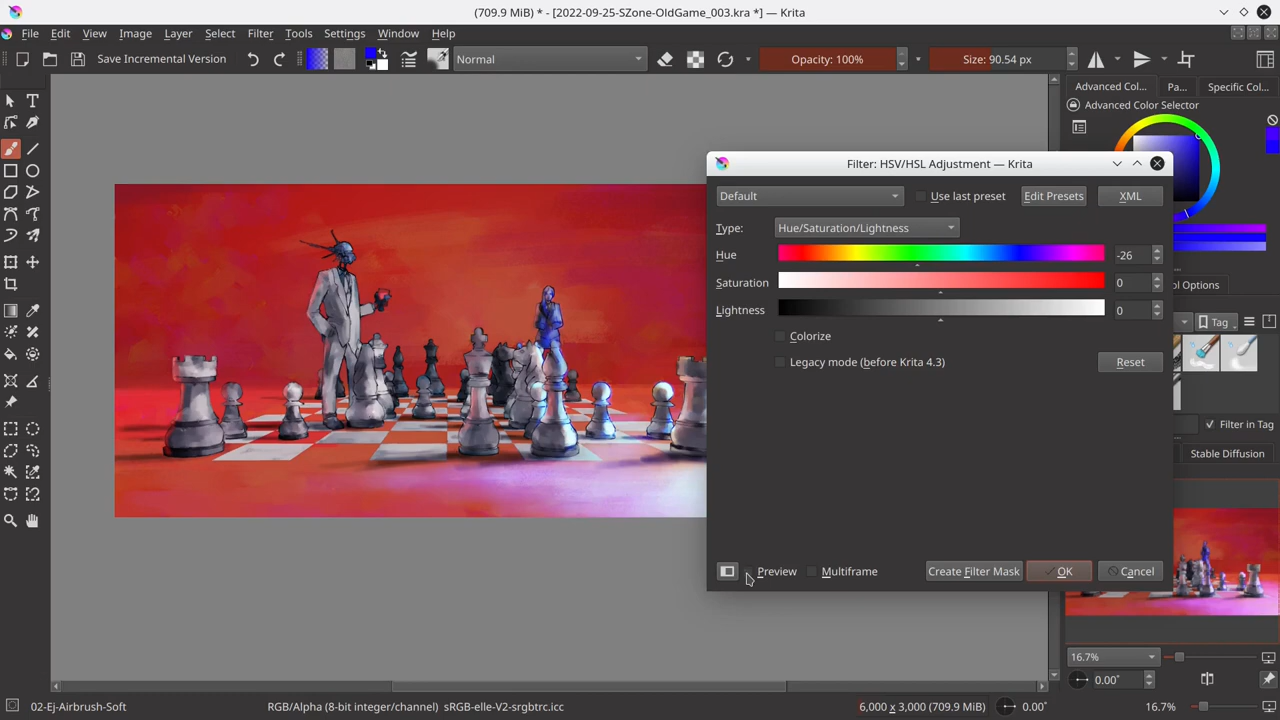 (709.9 MiB) * - [2022-09-25-SZone-OldGame_003.kra *] — Krita
File Edit View Image Layer Select Filter Tools Settings Window Help
Save Incremental Version Normal Opacity: 100% Size: 90.54 px
Advanced Col... Pa... Specific Col...
Advanced Color Selector
Filter: HSV/HSL Adjustment — Krita
Default Use last preset Edit Presets XML
Type: Hue/Saturation/Lightness
Hue -26
Saturation 0
Lightness 0
Colorize
Legacy mode (before Krita 4.3) Reset
ol Options
Tag
Filter in Tag
Stable Diffusion
Preview Multiframe Create Filter Mask OK Cancel
16.7%
0.00°
02-Ej-Airbrush-Soft RGB/Alpha (8-bit integer/channel) sRGB-elle-V2-srgbtrc.icc 6,000 x 3,000 (709.9 MiB) 0.00° 16.7%